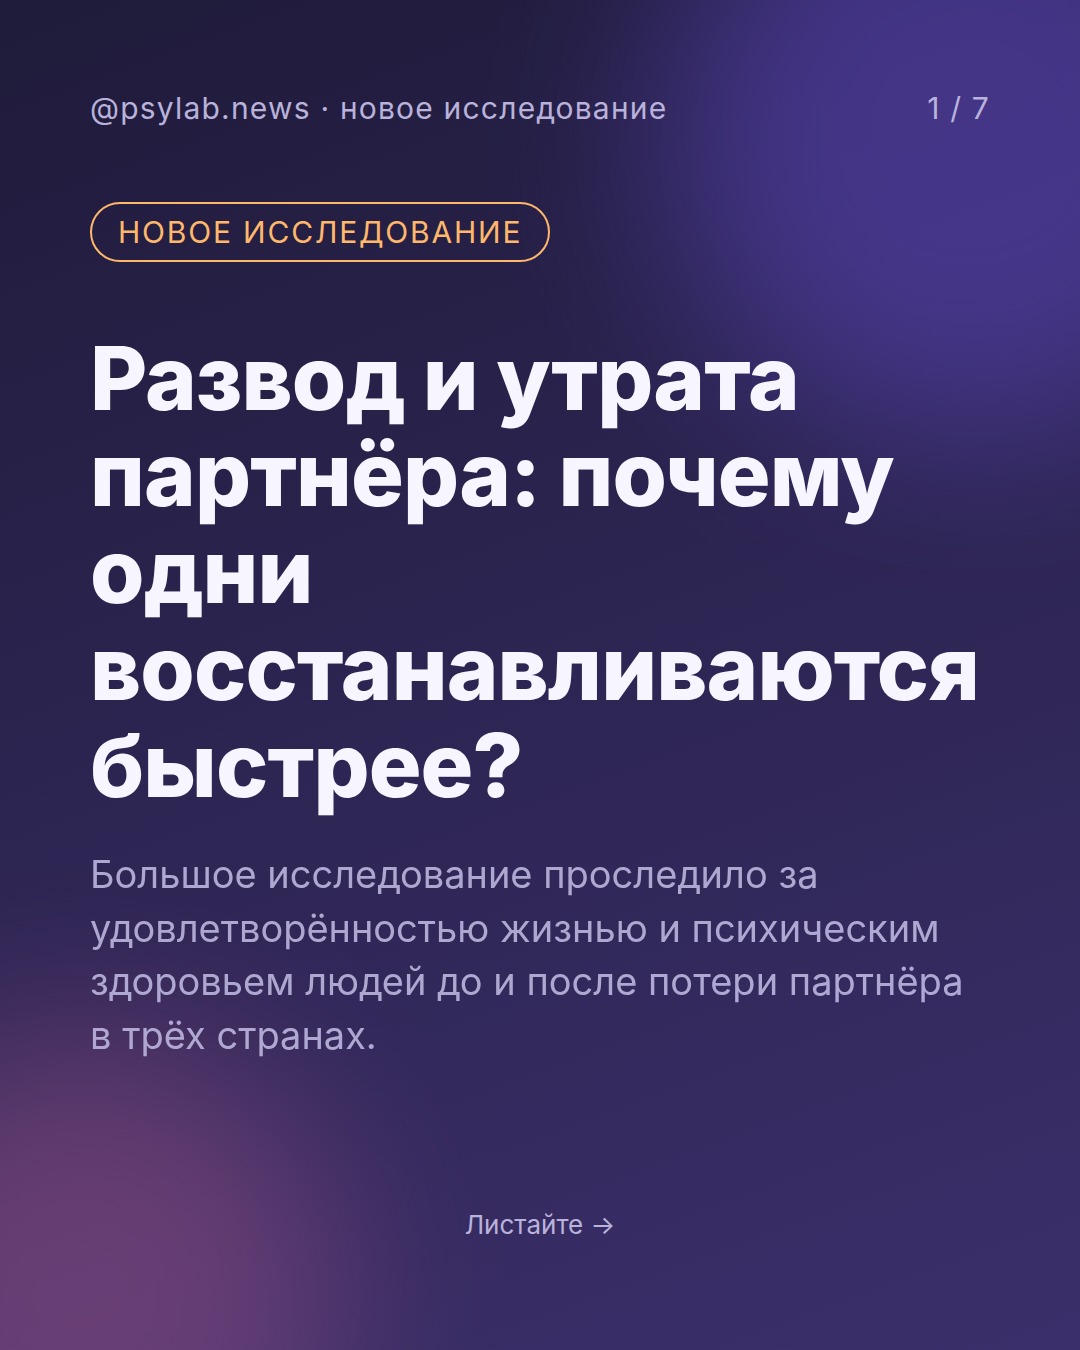 @psylab.news · новое исследование
1 / 7
НОВОЕ ИССЛЕДОВАНИЕ
Развод и утрата
партнёра: почему
одни
восстанавливаются
быстрее?
Большое исследование проследило за
удовлетворённостью жизнью и психическим
здоровьем людей до и после потери партнёра
в трёх странах.
Листайте →